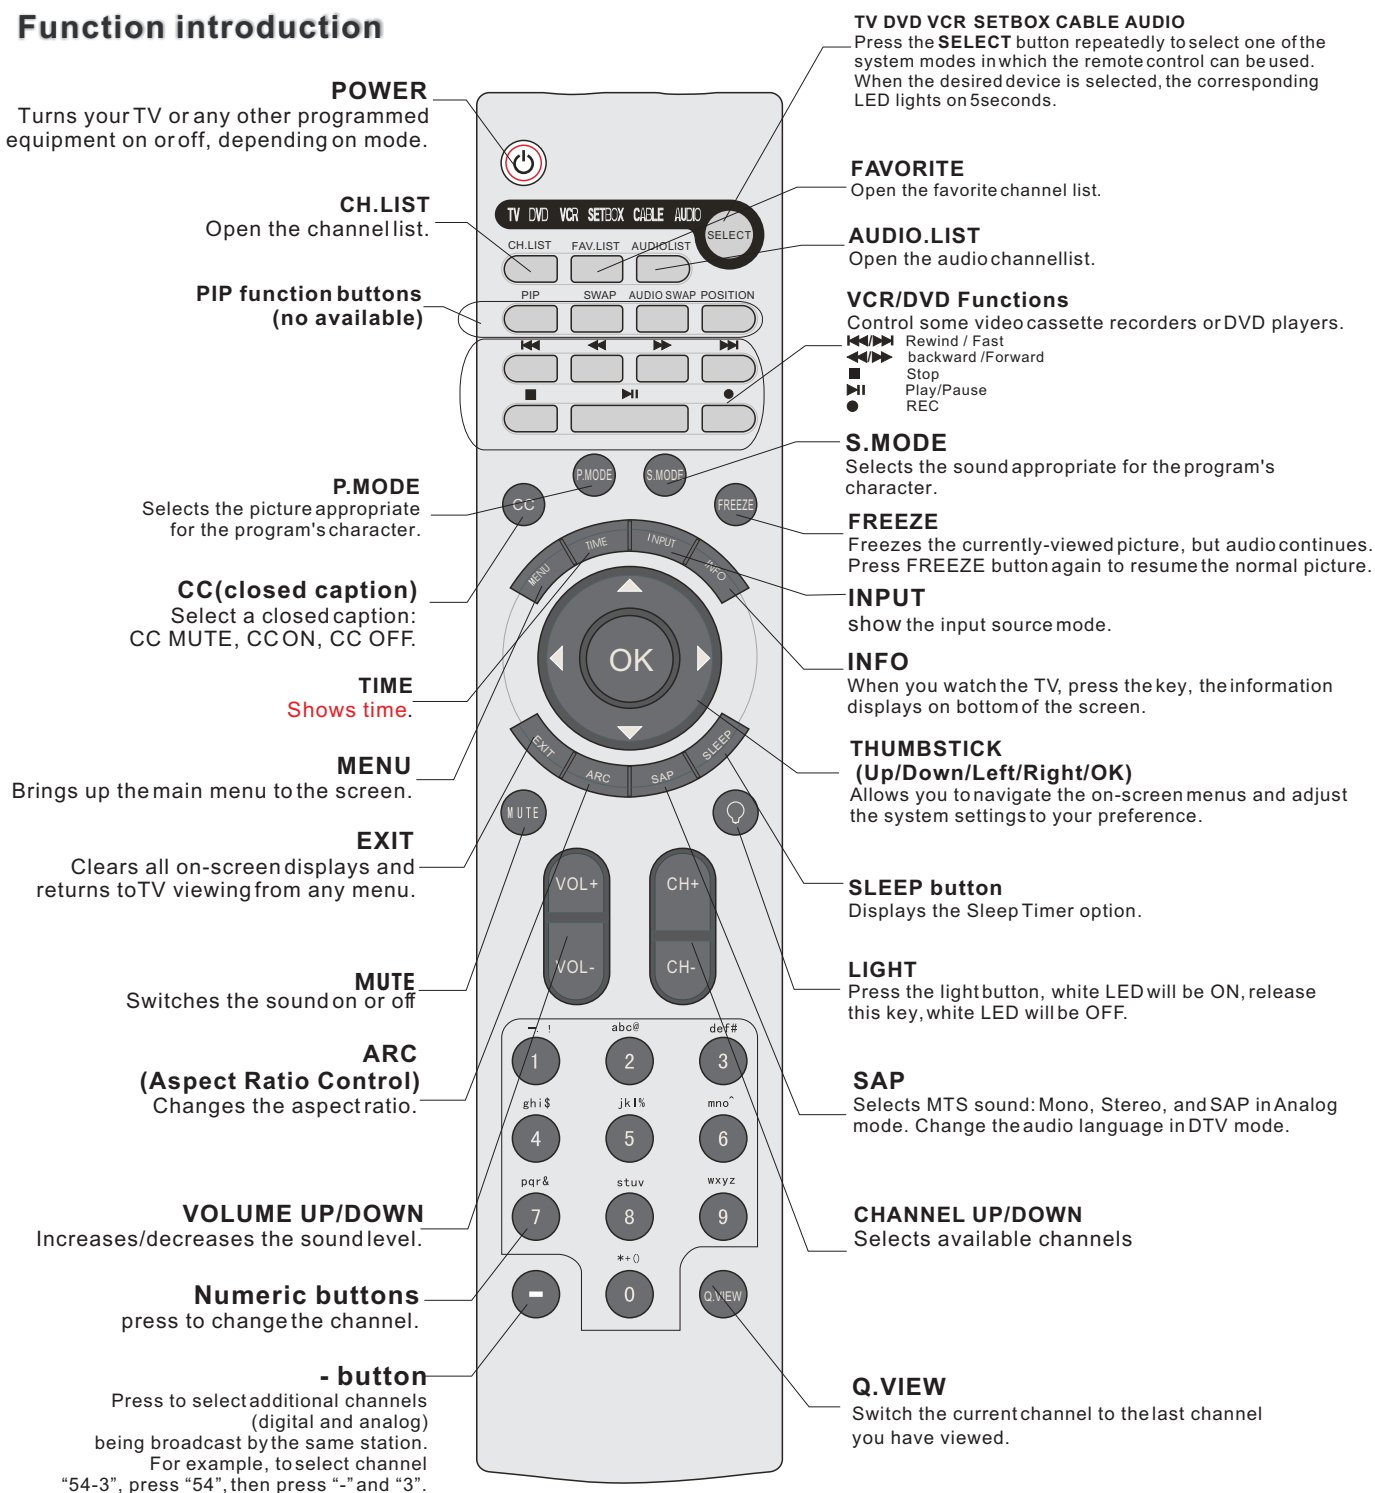 Function introduction
POWER
Turns your TV or any other programmed
equipment on or off, depending on mode.
CH.LIST
Open the channel list.
PIP function buttons
(no available)
P.MODE
Selects the picture appropriate
for the program's character.
CC(closed caption)
Select a closed caption:
CC MUTE, CC ON, CC OFF.
TIME
Shows time.
MENU
Brings up the main menu to the screen.
EXIT
Clears all on-screen displays and
returns to TV viewing from any menu.
MUTE
Switches the sound on or off
ARC
(Aspect Ratio Control)
Changes the aspect ratio.
VOLUME UP/DOWN
Increases/decreases the sound level.
Numeric buttons
press to change the channel.
- button
Press to select additional channels
(digital and analog)
being broadcast by the same station.
For example, to select channel
“54-3”, press “54”, then press “-” and “3”.
TV DVD VCR SETBOX CABLE AUDIO
SELECT
CH.LIST FAV.LIST AUDIOLIST
PIP SWAP AUDIO SWAP POSITION
P.MODE S.MODE
CC FREEZE
MENU TIME INPUT INFO
OK
EXIT ARC SAP SLEEP
MUTE
VOL+ CH+
VOL- CH-
-. ! abc@ def#
1 2 3
ghi$ jkl% mno^
4 5 6
pqr& stuv wxyz
7 8 9
*+()
- 0 Q.VIEW
TV DVD VCR SETBOX CABLE AUDIO
Press the SELECT button repeatedly to select one of the
system modes in which the remote control can be used.
When the desired device is selected, the corresponding
LED lights on 5seconds.
FAVORITE
Open the favorite channel list.
AUDIO.LIST
Open the audio channellist.
VCR/DVD Functions
Control some video cassette recorders or DVD players.
⏮/⏭ Rewind / Fast
◀◀/▶▶ backward /Forward
■ Stop
▶II Play/Pause
● REC
S.MODE
Selects the sound appropriate for the program's
character.
FREEZE
Freezes the currently-viewed picture, but audio continues.
Press FREEZE button again to resume the normal picture.
INPUT
show the input source mode.
INFO
When you watch the TV, press the key, the information
displays on bottom of the screen.
THUMBSTICK
(Up/Down/Left/Right/OK)
Allows you to navigate the on-screen menus and adjust
the system settings to your preference.
SLEEP button
Displays the Sleep Timer option.
LIGHT
Press the light button, white LED will be ON, release
this key, white LED will be OFF.
SAP
Selects MTS sound: Mono, Stereo, and SAP in Analog
mode. Change the audio language in DTV mode.
CHANNEL UP/DOWN
Selects available channels
Q.VIEW
Switch the current channel to the last channel
you have viewed.